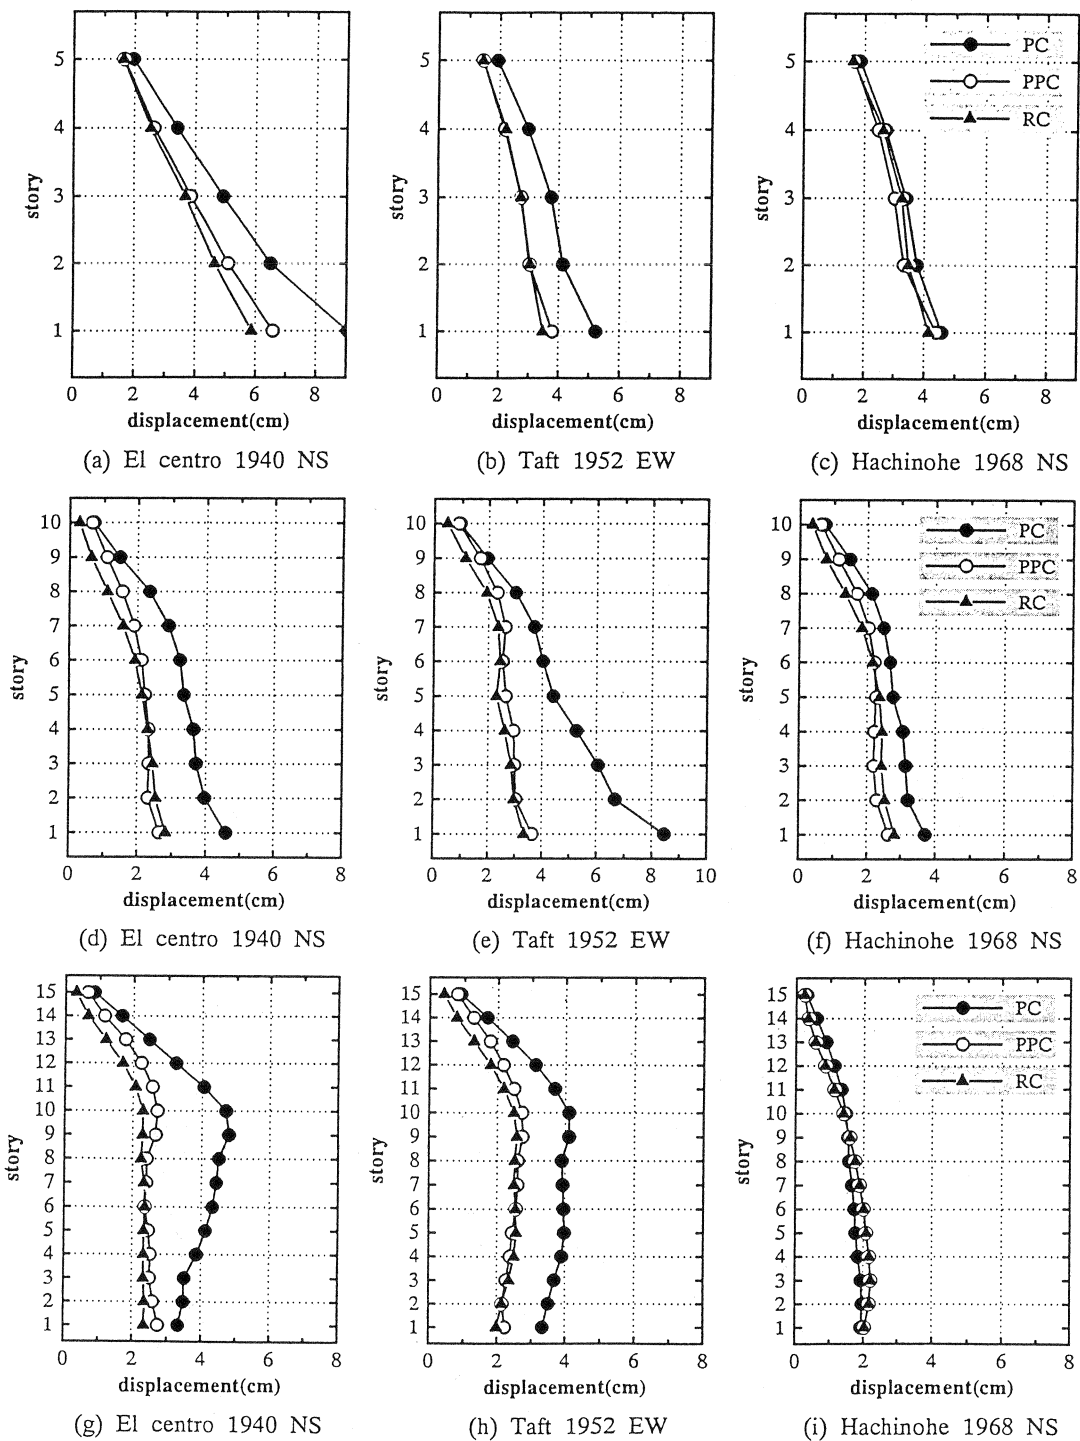 5
4
3
2
1
story
0 2 4 6 8
displacement(cm)
(a) El centro 1940 NS
5
4
3
2
1
story
0 2 4 6 8
displacement(cm)
(b) Taft 1952 EW
PC
PPC
RC
5
4
3
2
1
story
0 2 4 6 8
displacement(cm)
(c) Hachinohe 1968 NS
10
9
8
7
6
5
4
3
2
1
story
0 2 4 6 8
displacement(cm)
(d) El centro 1940 NS
10
9
8
7
6
5
4
3
2
1
story
0 2 4 6 8 10
displacement(cm)
(e) Taft 1952 EW
PC
PPC
RC
10
9
8
7
6
5
4
3
2
1
story
0 2 4 6 8
displacement(cm)
(f) Hachinohe 1968 NS
15
14
13
12
11
10
9
8
7
6
5
4
3
2
1
story
0 2 4 6 8
displacement(cm)
(g) El centro 1940 NS
15
14
13
12
11
10
9
8
7
6
5
4
3
2
1
story
0 2 4 6 8
displacement(cm)
(h) Taft 1952 EW
PC
PPC
RC
15
14
13
12
11
10
9
8
7
6
5
4
3
2
1
story
0 2 4 6 8
displacement(cm)
(i) Hachinohe 1968 NS